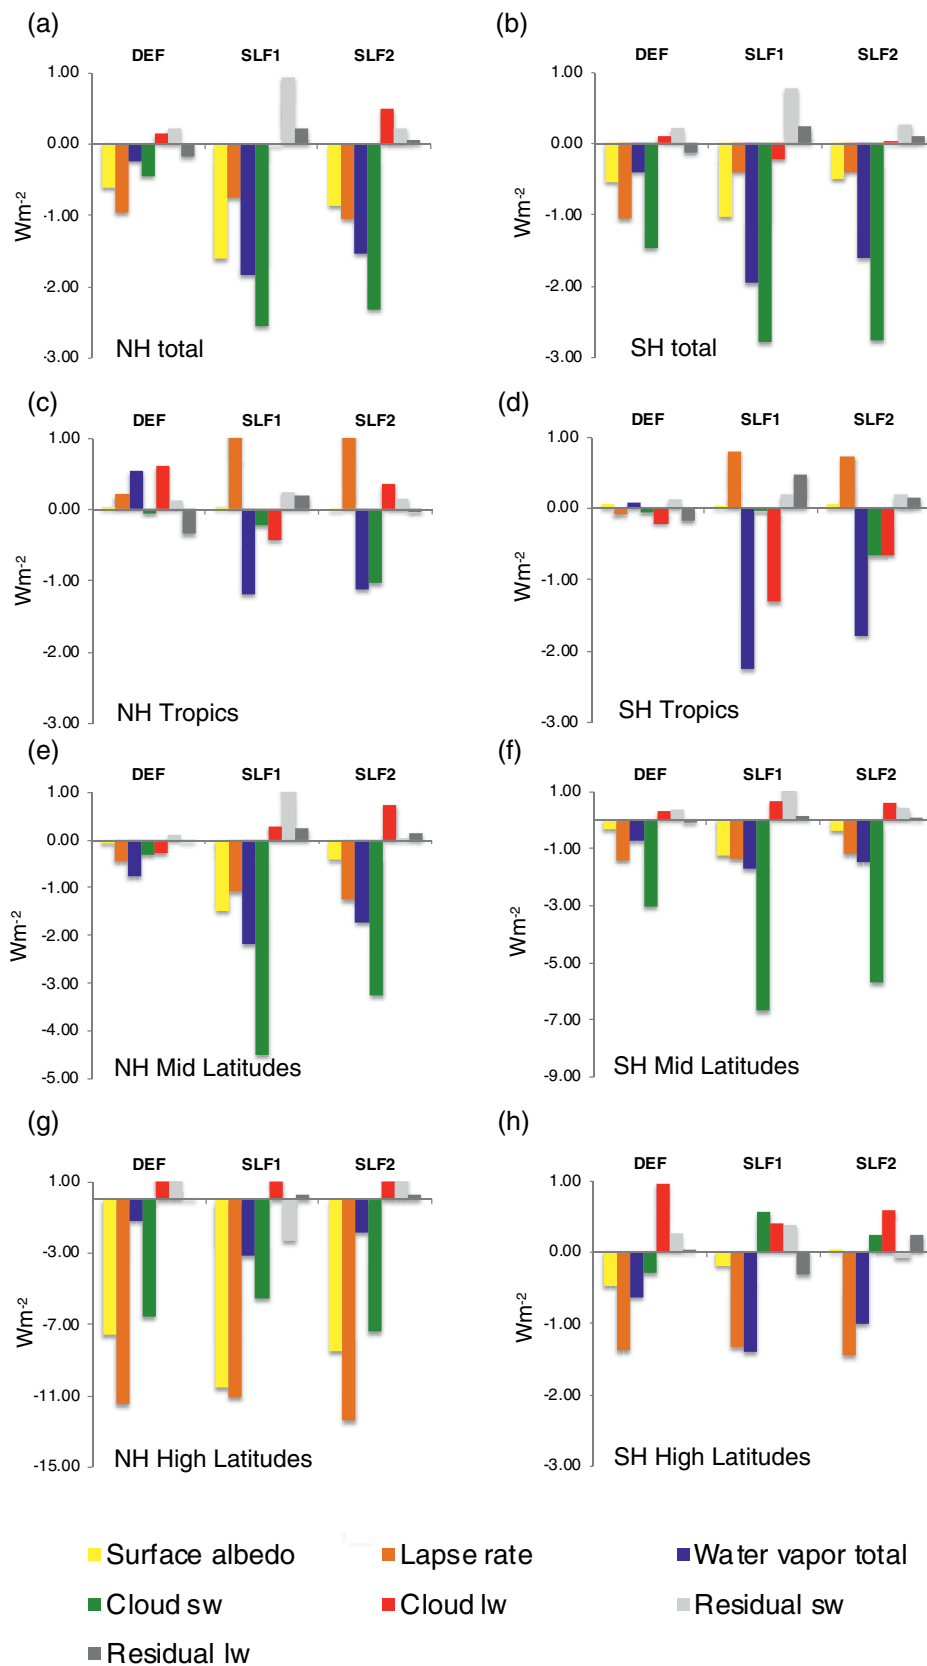 (a)
DEF SLF1 SLF2
1.00
0.00
-1.00
-2.00
-3.00
Wm-2
NH total
(b)
DEF SLF1 SLF2
1.00
0.00
-1.00
-2.00
-3.00
Wm-2
SH total
(c)
DEF SLF1 SLF2
1.00
0.00
-1.00
-2.00
-3.00
Wm-2
NH Tropics
(d)
DEF SLF1 SLF2
1.00
0.00
-1.00
-2.00
-3.00
Wm-2
SH Tropics
(e)
DEF SLF1 SLF2
1.00
0.00
-1.00
-2.00
-3.00
-4.00
-5.00
Wm-2
NH Mid Latitudes
(f)
DEF SLF1 SLF2
1.00
-1.00
-3.00
-5.00
-7.00
-9.00
Wm-2
SH Mid Latitudes
(g)
DEF SLF1 SLF2
1.00
-3.00
-7.00
-11.00
-15.00
Wm-2
NH High Latitudes
(h)
DEF SLF1 SLF2
1.00
0.00
-1.00
-2.00
-3.00
Wm-2
SH High Latitudes
Surface albedo Lapse rate Water vapor total
Cloud sw Cloud lw Residual sw
Residual lw